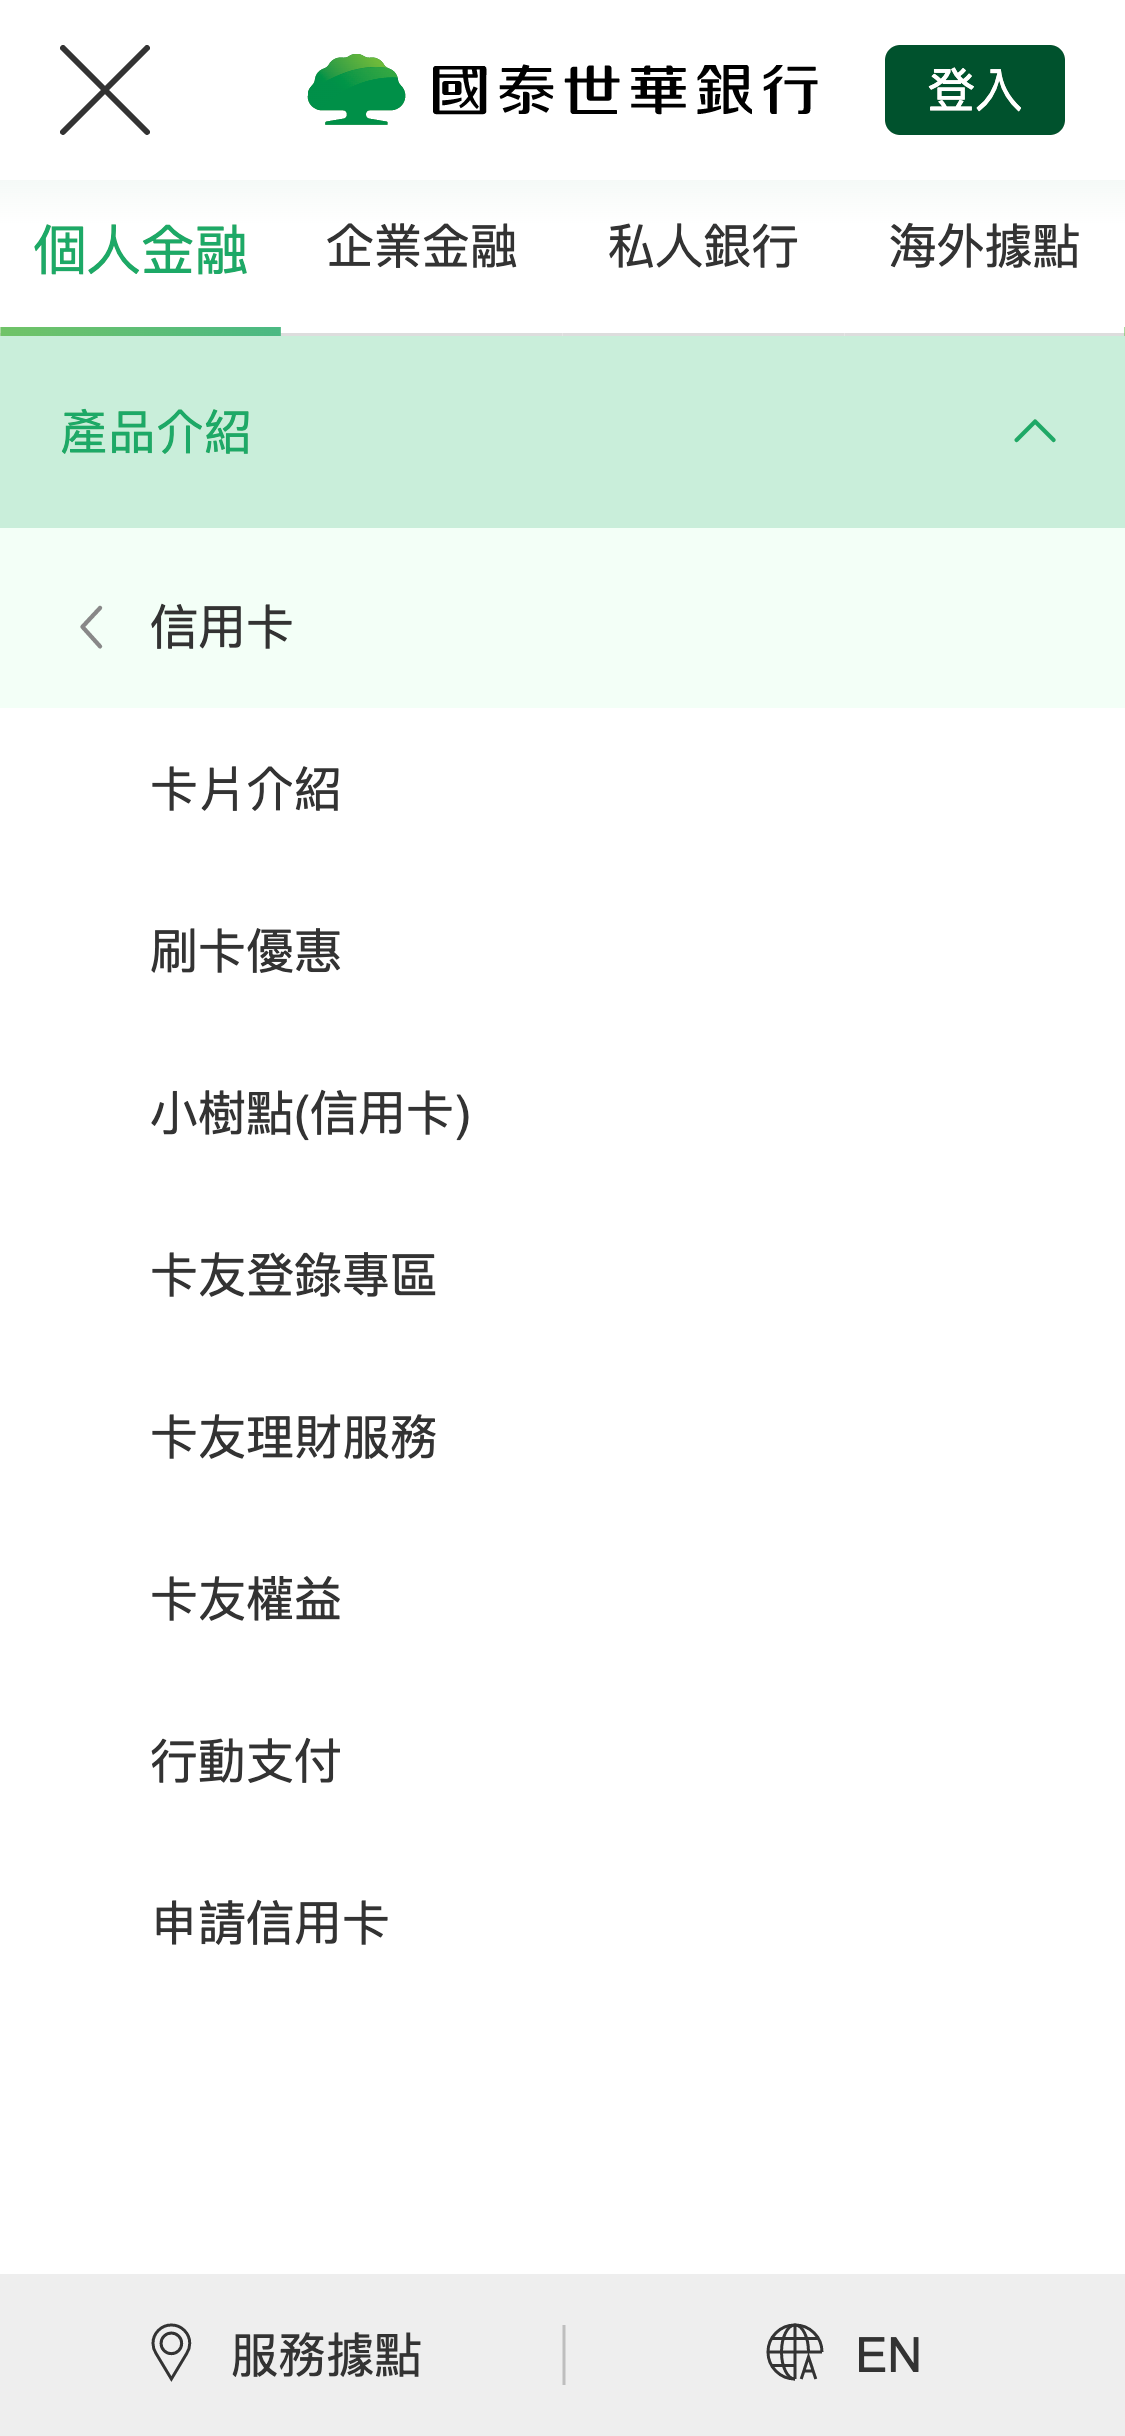 國泰世華銀行
登入
個人金融 企業金融 私人銀行 海外據點
產品介紹
信用卡
卡片介紹
刷卡優惠
小樹點(信用卡)
卡友登錄專區
卡友理財服務
卡友權益
行動支付
申請信用卡
服務據點
EN